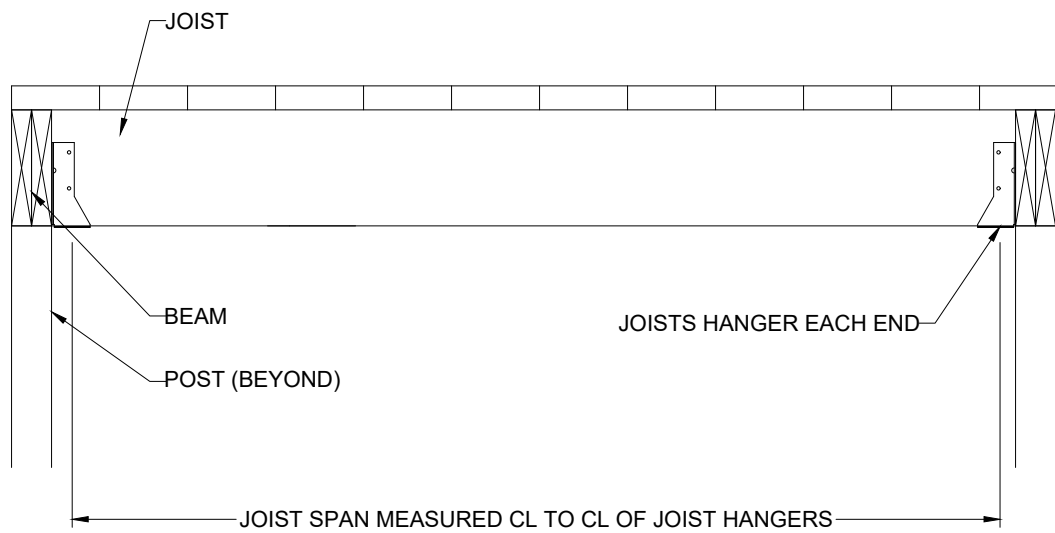 JOIST
BEAM
JOISTS HANGER EACH END
POST (BEYOND)
JOIST SPAN MEASURED CL TO CL OF JOIST HANGERS